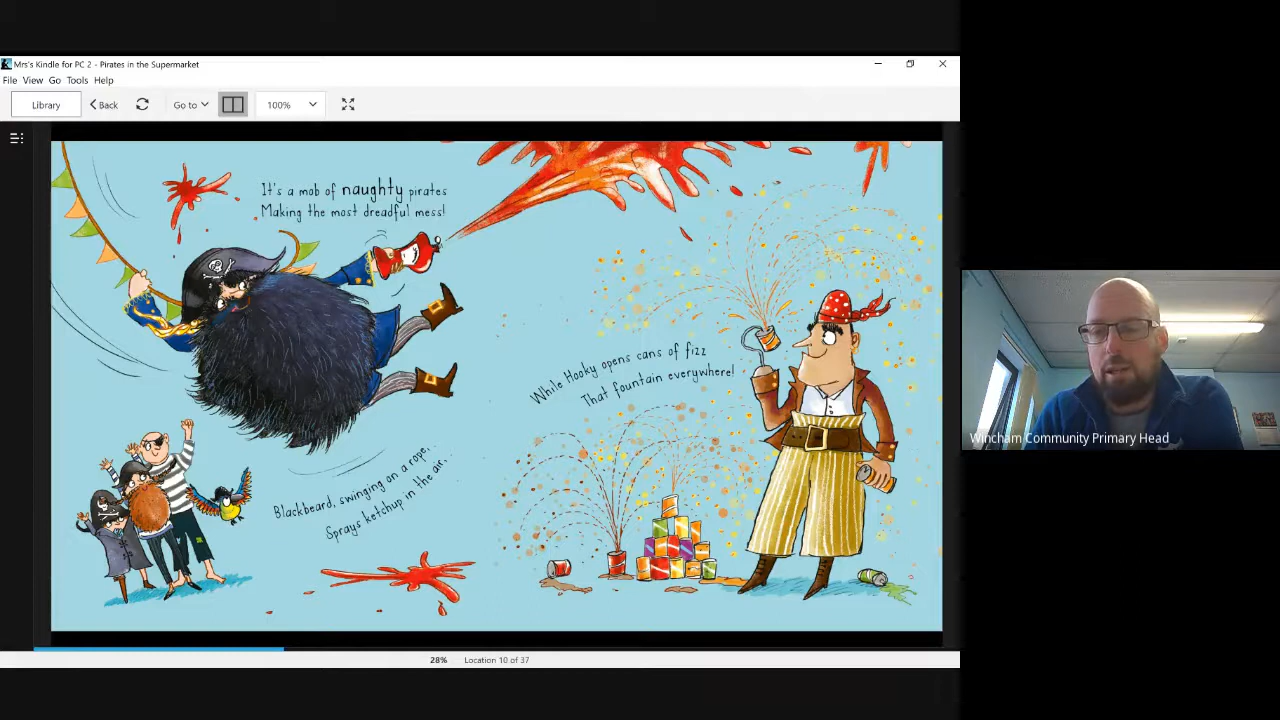 Mrs's Kindle for PC 2 - Pirates in the Supermarket
File View Go Tools Help
Library
Back
Go to
100%
It's a mob of naughty pirates
Making the most dreadful mess!
While Hooky opens cans of fizz
That fountain everywhere!
Blackbeard, swinging on a rope,
Sprays ketchup in the air.
Wincham Community Primary Head
28% Location 10 of 37